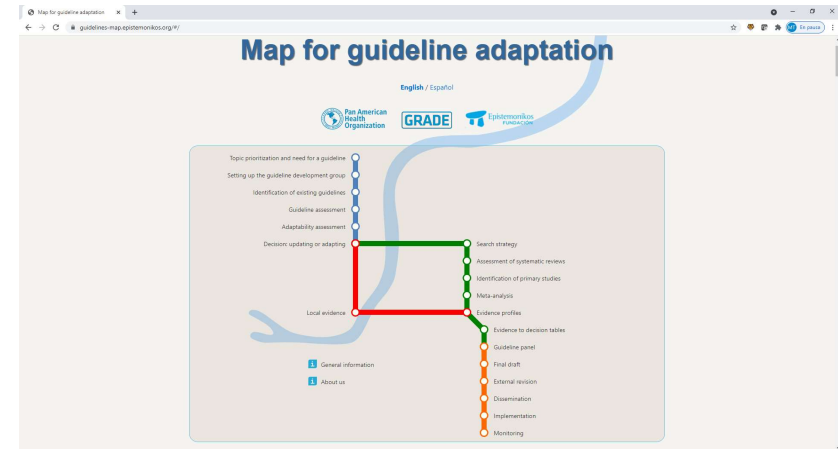 Map for guideline adaptation
guidelines-map.epistemonikos.org/#/
MT
En pausa
Map for guideline adaptation
English / Español
Pan American
Health
Organization
GRADE
Epistemonikos
FUNDACIÓN
Topic prioritization and need for a guideline
Setting up the guideline development group
Identification of existing guidelines
Guideline assessment
Adaptability assessment
Decision: updating or adapting
Search strategy
Assessment of systematic reviews
Identification of primary studies
Meta-analysis
Local evidence
Evidence profiles
Evidence to decision tables
Guideline panel
General information
Final draft
About us
External revision
Dissemination
Implementation
Monitoring